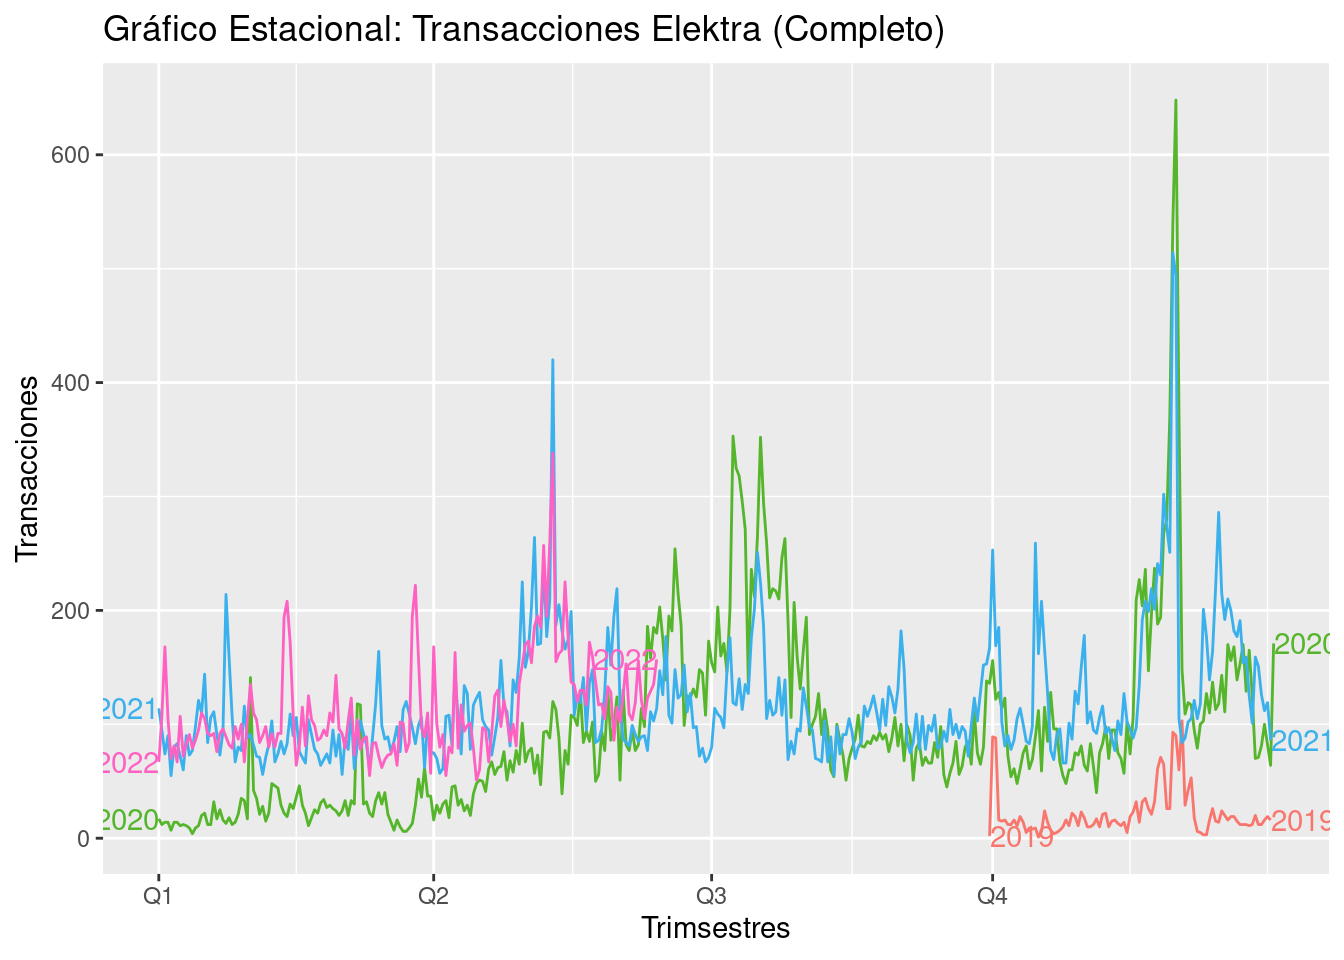 Gráfico Estacional: Transacciones Elektra (Completo)
Transacciones
600
400
200
0
2021
2022
2020
2022
2019
2020
2021
2019
Q1
Q2
Q3
Q4
Trimsestres